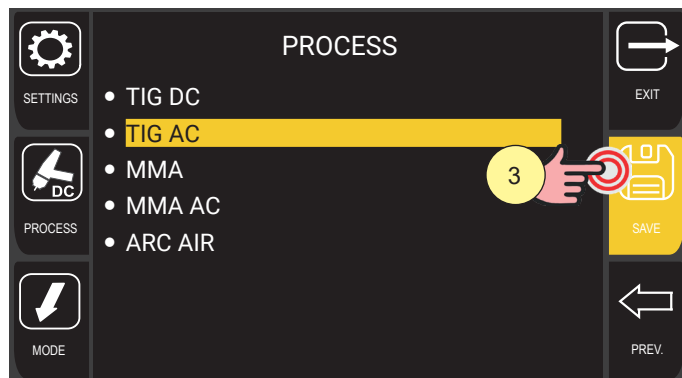 PROCESS
SETTINGS
EXIT
• TIG DC
• TIG AC
• MMA
3
DC
PROCESS
SAVE
• MMA AC
• ARC AIR
MODE
PREV.